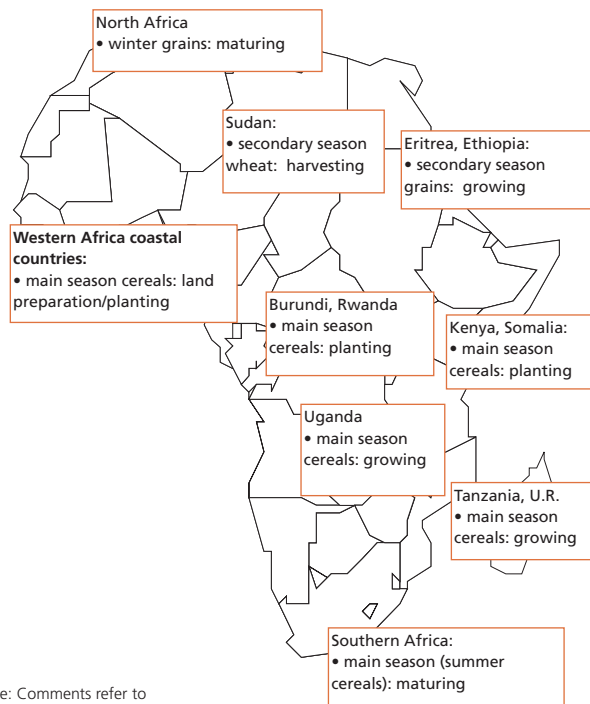 North Africa
• winter grains: maturing
Sudan:
• secondary season
wheat: harvesting
Eritrea, Ethiopia:
• secondary season
grains: growing
Western Africa coastal
countries:
• main season cereals: land
preparation/planting
Burundi, Rwanda
• main season
cereals: planting
Kenya, Somalia:
• main season
cereals: planting
Uganda
• main season
cereals: growing
Tanzania, U.R.
• main season
cereals: growing
Southern Africa:
• main season (summer
cereals): maturing
e: Comments refer to